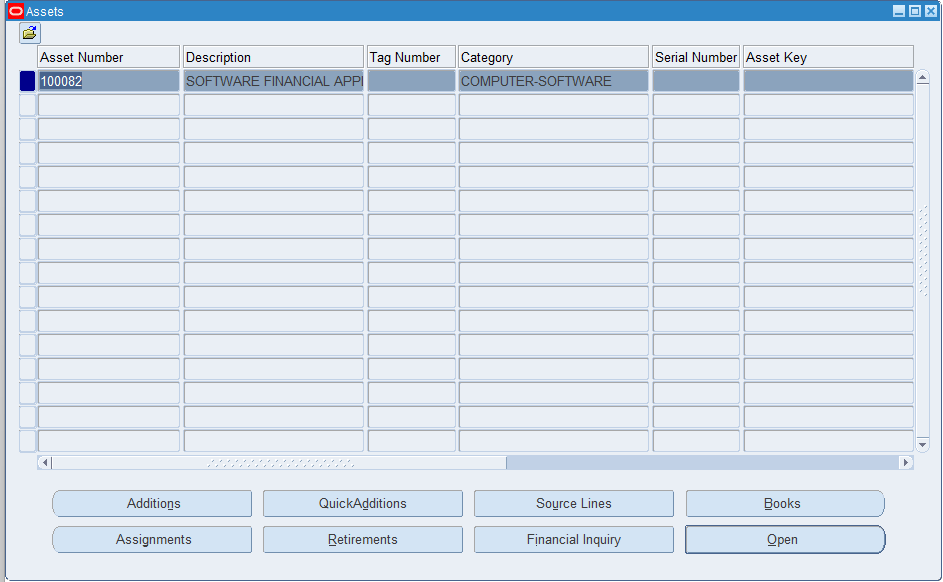 Assets
Asset Number Description Tag Number Category Serial Number Asset Key
100082 SOFTWARE FINANCIAL APP COMPUTER-SOFTWARE
Additions QuickAdditions Source Lines Books
Assignments Retirements Financial Inquiry Open